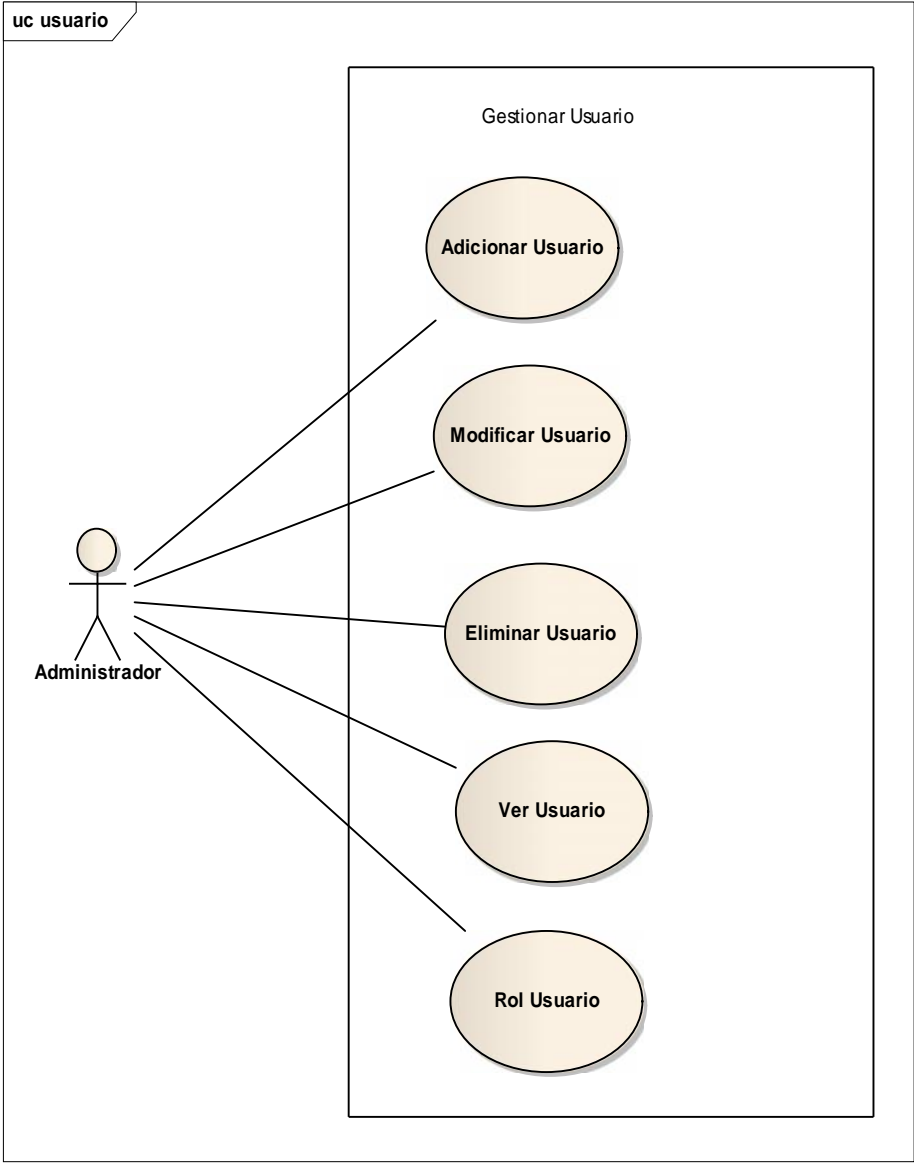 uc usuario
Gestionar Usuario
Adicionar Usuario
Modificar Usuario
Eliminar Usuario
Administrador
Ver Usuario
Rol Usuario